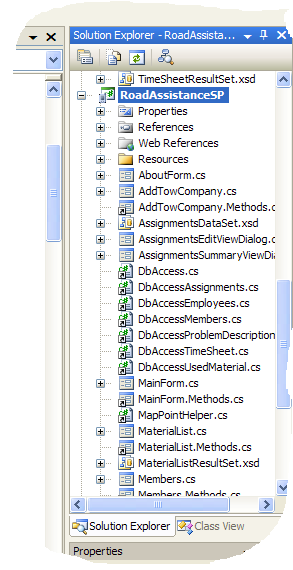 Solution Explorer - RoadAssista...
TimeSheetResultSet.xsd
RoadAssistanceSP
Properties
References
Web References
Resources
AboutForm.cs
AddTowCompany.cs
AddTowCompany.Methods.c
AssignmentsDataSet.xsd
AssignmentsEditViewDialog.c
AssignmentsSummaryViewDi
DbAccess.cs
DbAccessAssignments.cs
DbAccessEmployees.cs
DbAccessMembers.cs
DbAccessProblemDescription
DbAccessTimeSheet.cs
DbAccessUsedMaterial.cs
MainForm.cs
MainForm.Methods.cs
MapPointHelper.cs
MaterialList.cs
MaterialList.Methods.cs
MaterialListResultSet.xsd
Members.cs
Members.Methods.cs
Solution Explorer
Class View
Properties